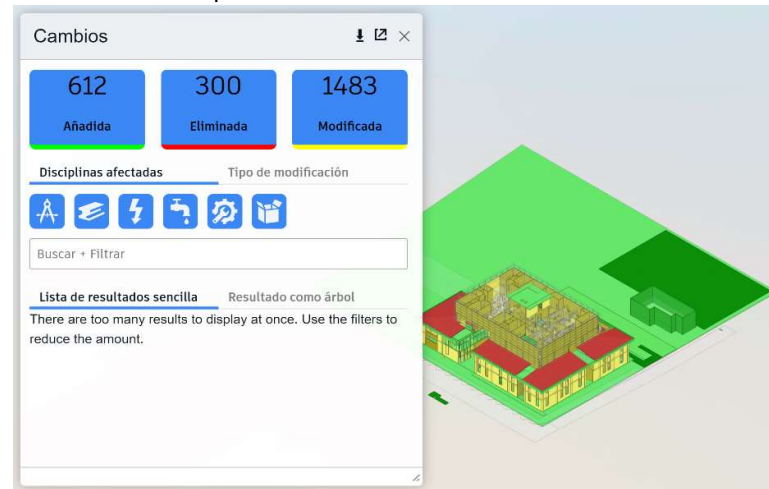 Cambios
612 300 1483
Añadida Eliminada Modificada
Disciplinas afectadas Tipo de modificación
Buscar + Filtrar
Lista de resultados sencilla Resultado como árbol
There are too many results to display at once. Use the filters to
reduce the amount.